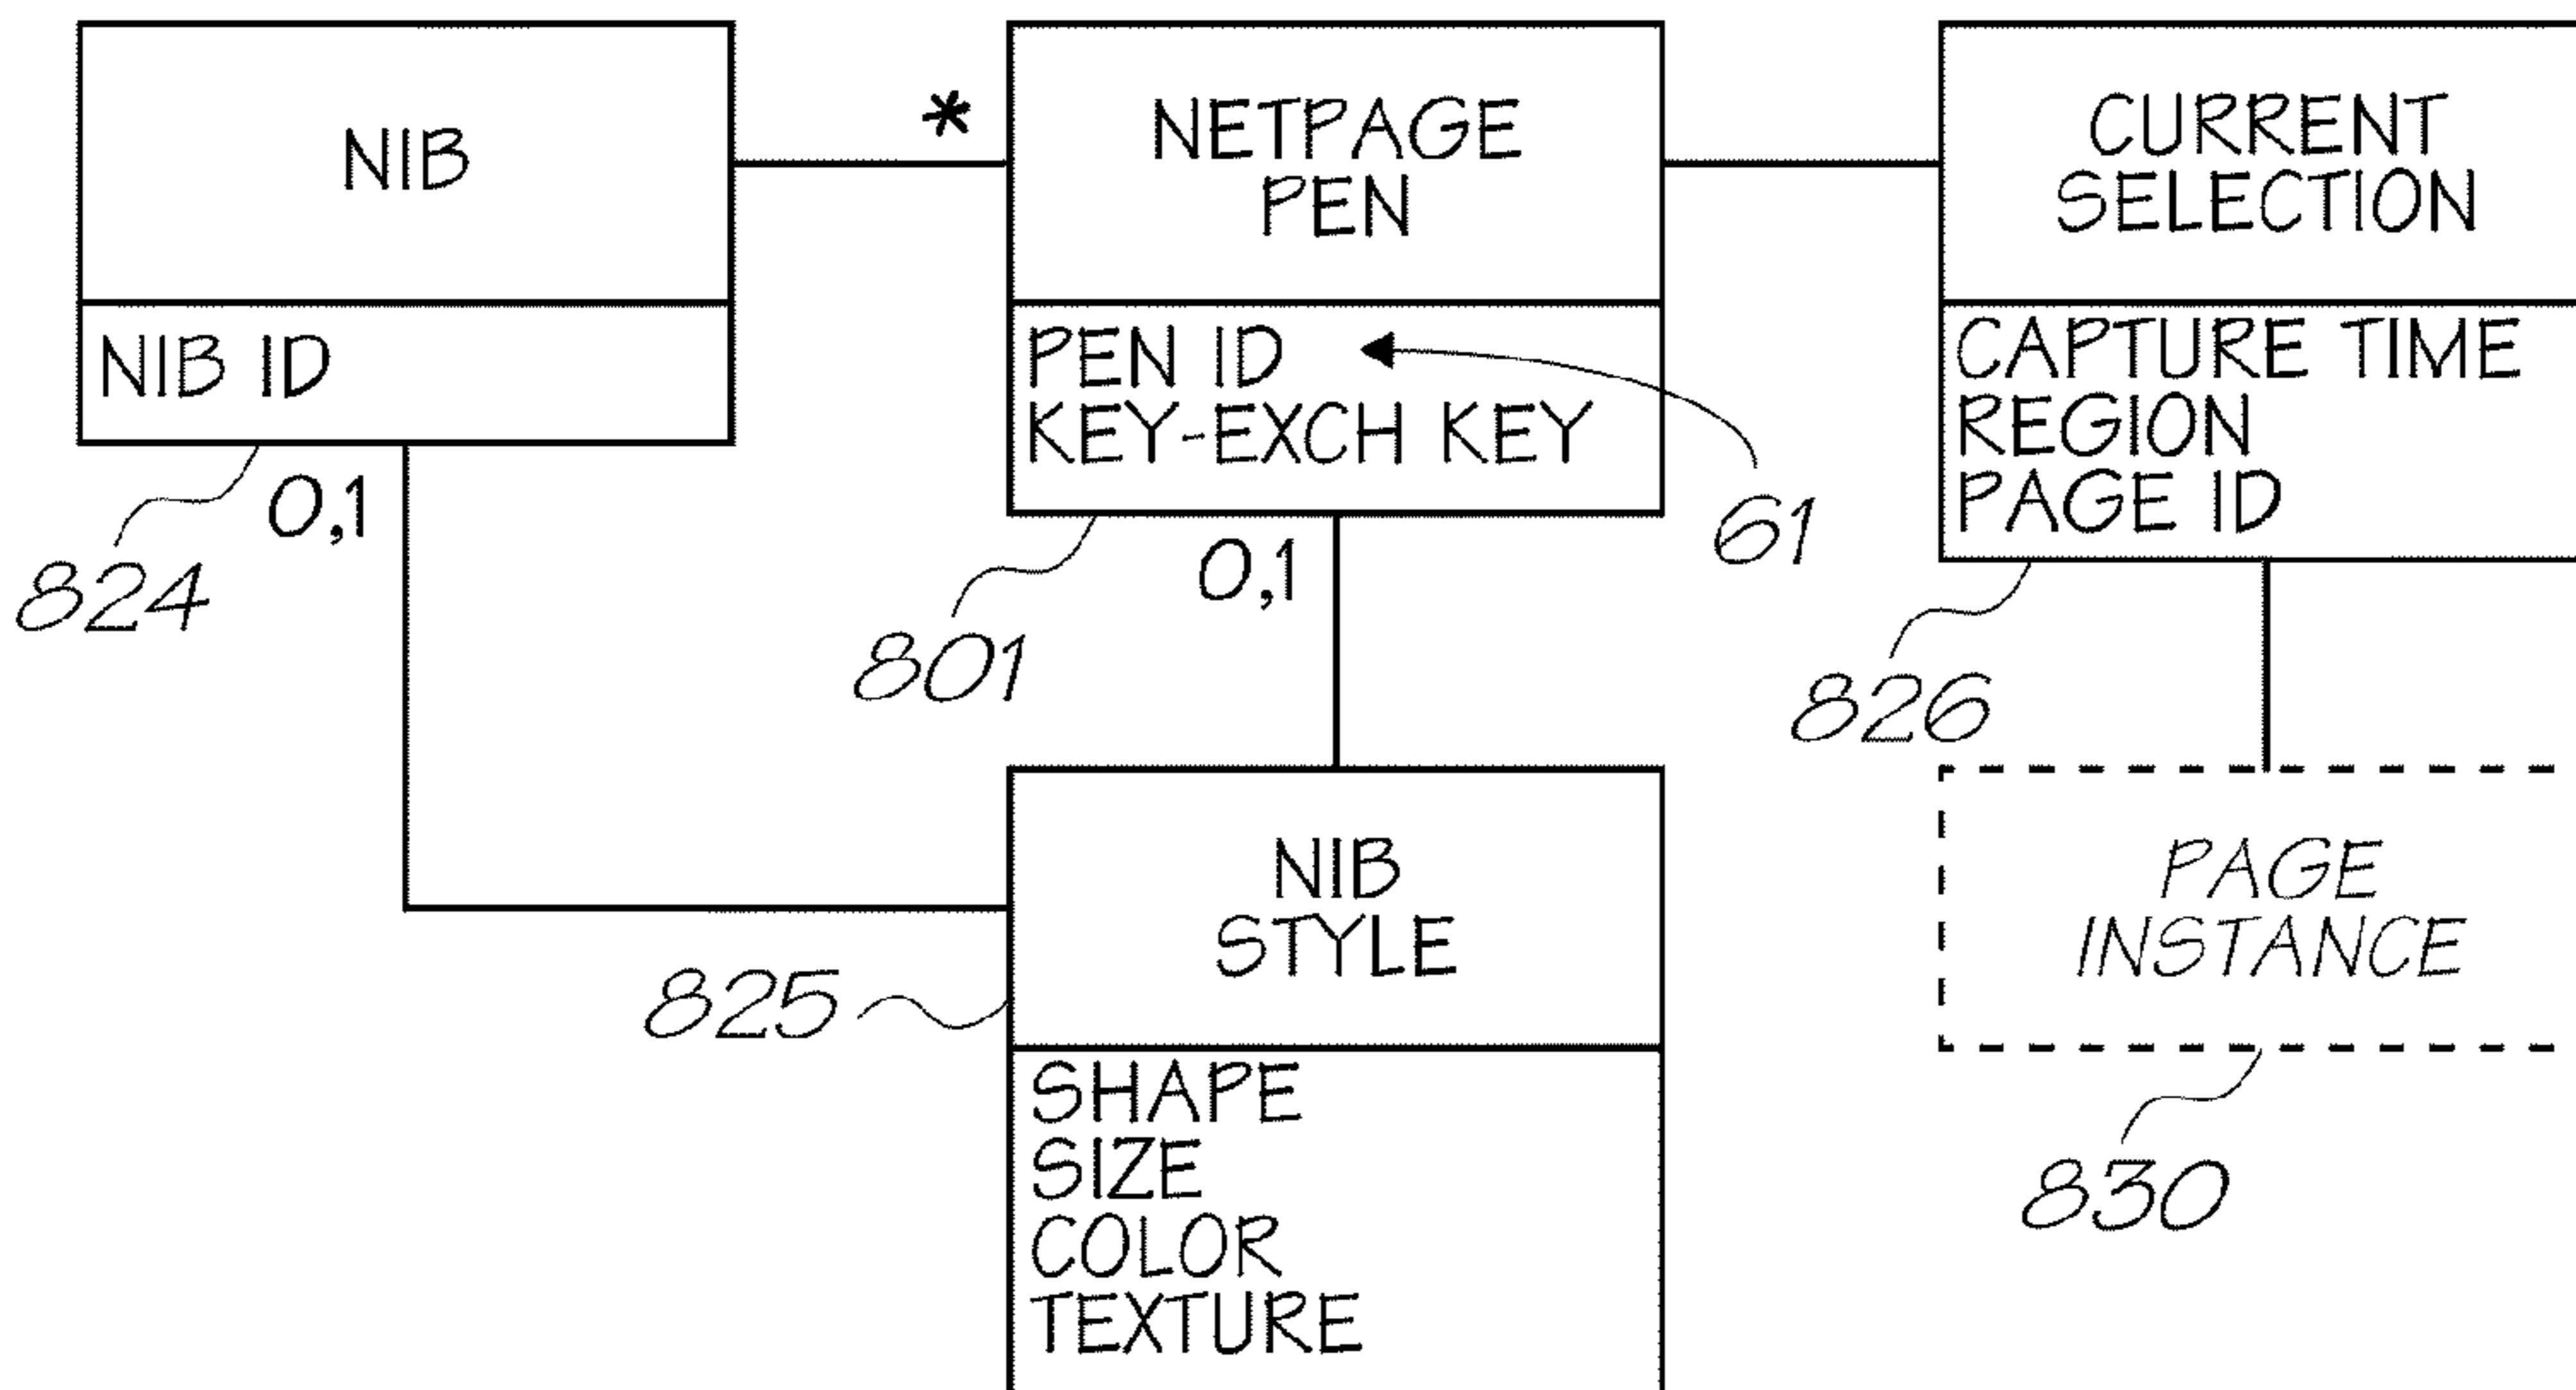 NIB
*
NETPAGE
PEN
CURRENT
SELECTION
NIB ID
PEN ID
KEY-EXCH KEY
CAPTURE TIME
REGION
PAGE ID
824
0,1
801
0,1
61
826
NIB
STYLE
825
PAGE
INSTANCE
830
SHAPE
SIZE
COLOR
TEXTURE